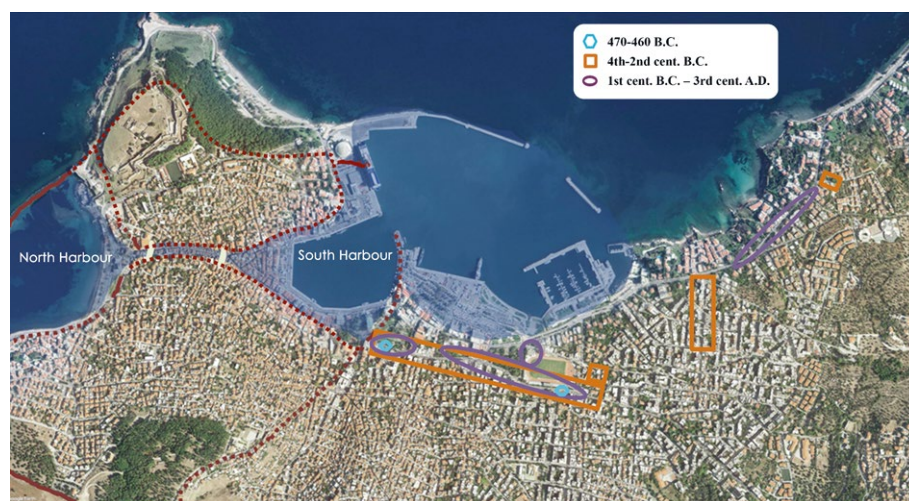 470-460 B.C.
4th-2nd cent. B.C.
1st cent. B.C. – 3rd cent. A.D.
North Harbour
South Harbour